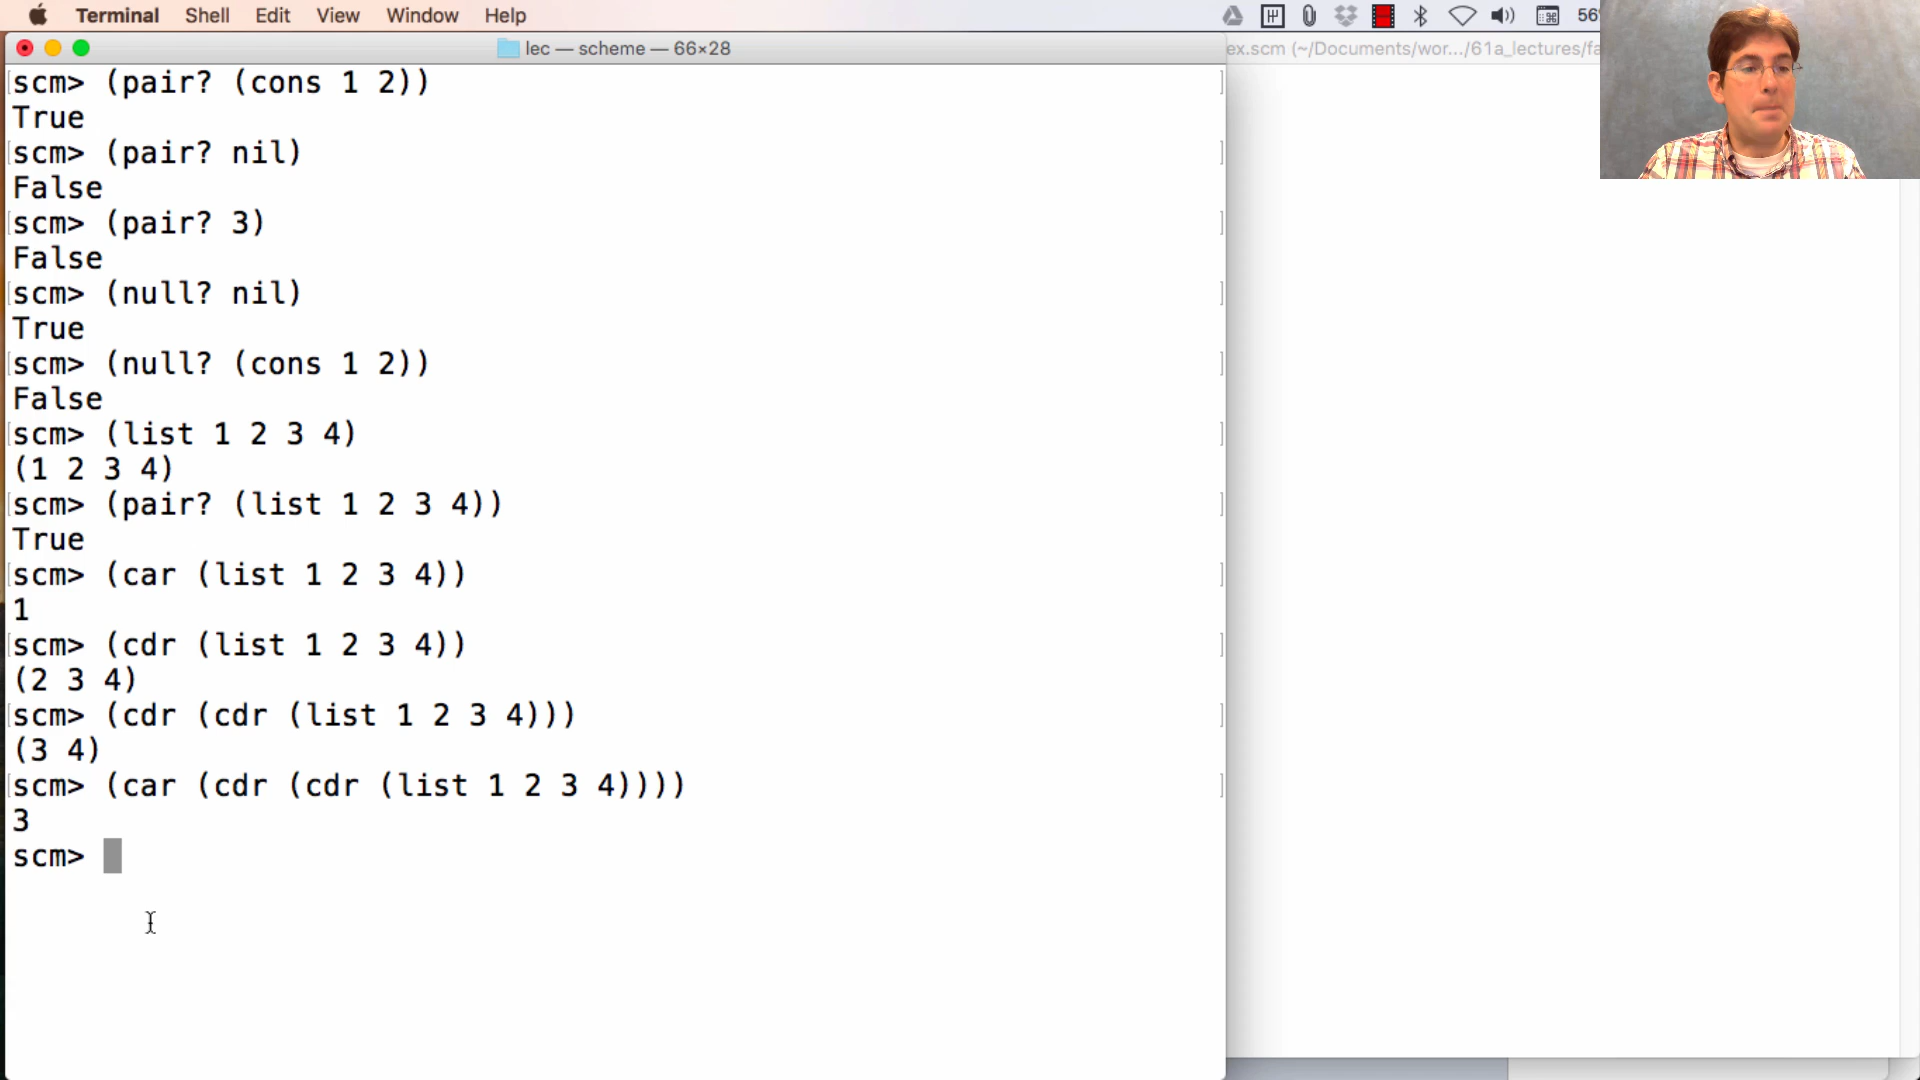 Terminal Shell Edit View Window Help 56
lec — scheme — 66×28
ex.scm (~/Documents/wor.../61a_lectures/fa
scm> (pair? (cons 1 2))
True
scm> (pair? nil)
False
scm> (pair? 3)
False
scm> (null? nil)
True
scm> (null? (cons 1 2))
False
scm> (list 1 2 3 4)
(1 2 3 4)
scm> (pair? (list 1 2 3 4))
True
scm> (car (list 1 2 3 4))
1
scm> (cdr (list 1 2 3 4))
(2 3 4)
scm> (cdr (cdr (list 1 2 3 4)))
(3 4)
scm> (car (cdr (cdr (list 1 2 3 4))))
3
scm>